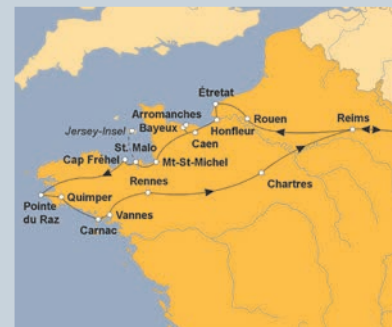 Étretat
Arromanches
Bayeux
Rouen
Reims
Jersey-Insel
Honfleur
Caen
St. Malo
Cap Fréhel
Mt-St-Michel
Rennes
Chartres
Quimper
Pointe
du Raz
Vannes
Carnac